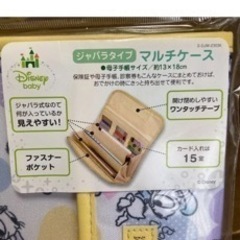 Disney
baby
ジャバラタイプ
マルチケース
●母子手帳サイズ／約13×18cm
保険証や母子手帳、診察券もこんなケースにまとめておけば、
おでかけの時にさっと持ち出せて便利です。
ジャバラ式なので
何が入っているか
見えやすい!
開け閉めしやすい
ワンタッチテープ
ファスナー
ポケット
カード入れは
15室
©Disney